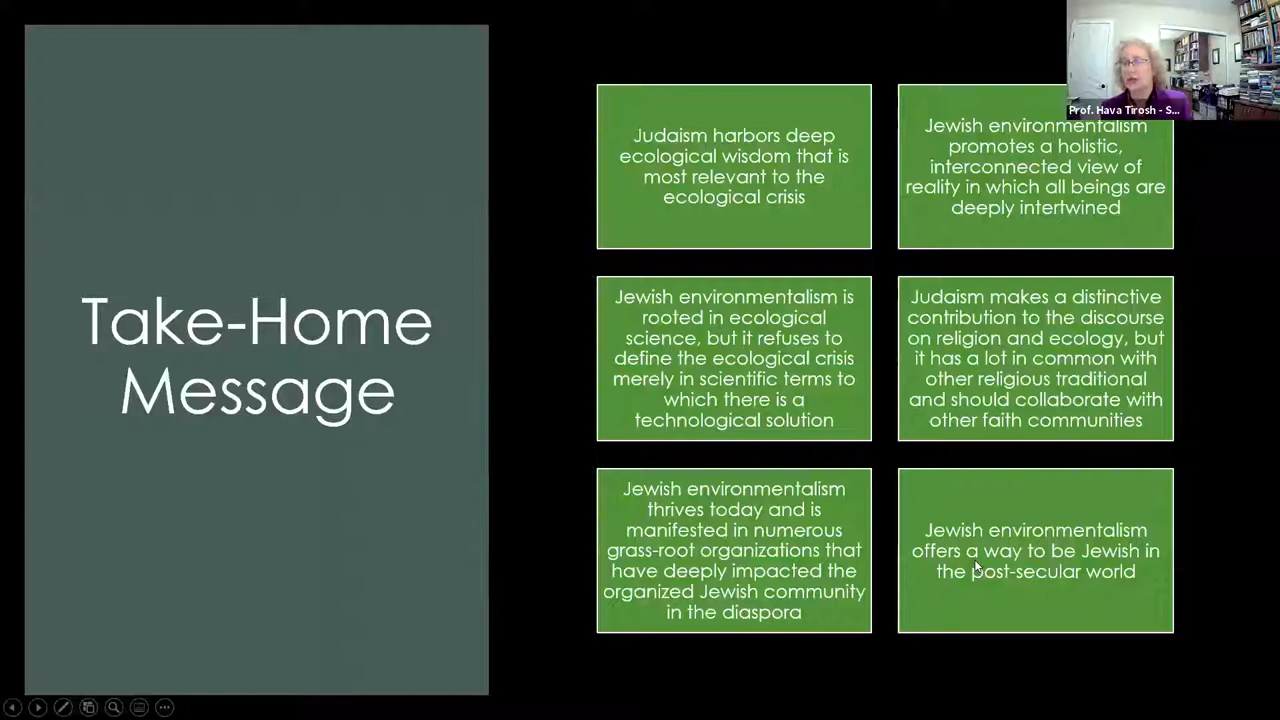 Take-Home
Message
Judaism harbors deep
ecological wisdom that is
most relevant to the
ecological crisis
Prof. Hava Tirosh - S...
Jewish environmentalism
promotes a holistic,
interconnected view of
reality in which all beings are
deeply intertwined
Jewish environmentalism is
rooted in ecological
science, but it refuses to
define the ecological crisis
merely in scientific terms to
which there is a
technological solution
Judaism makes a distinctive
contribution to the discourse
on religion and ecology, but
it has a lot in common with
other religious traditional
and should collaborate with
other faith communities
Jewish environmentalism
thrives today and is
manifested in numerous
grass-root organizations that
have deeply impacted the
organized Jewish community
in the diaspora
Jewish environmentalism
offers a way to be Jewish in
the post-secular world